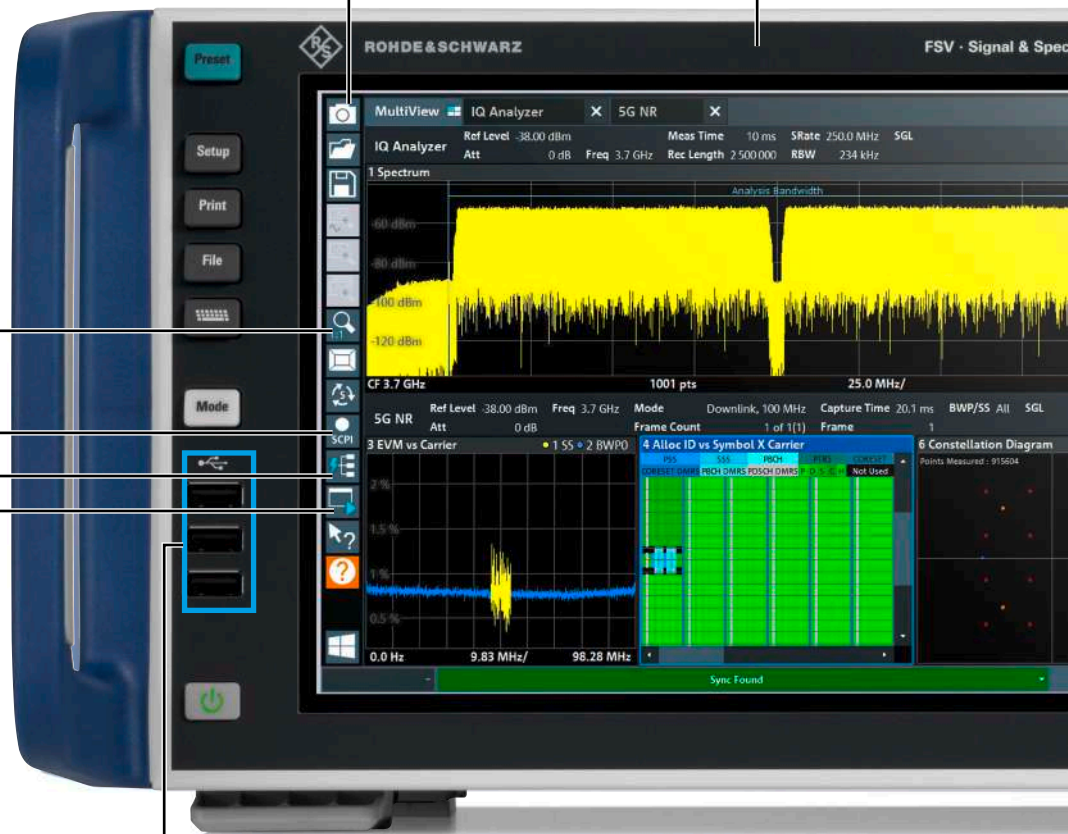 Preset
R S
ROHDE&SCHWARZ
FSV · Signal & Spec
Setup
Print
File
Mode
MultiView
IQ Analyzer
5G NR
IQ Analyzer
Ref Level -38.00 dBm
Meas Time 10 ms
SRate 250.0 MHz
SGL
Att 0 dB
Freq 3.7 GHz
Rec Length 2 500 000
RBW 234 kHz
1 Spectrum
Analysis Bandwidth
-60 dBm
-80 dBm
-100 dBm
-120 dBm
CF 3.7 GHz
1001 pts
25.0 MHz/
SCPI
5G NR
Ref Level -38.00 dBm
Freq 3.7 GHz
Mode Downlink, 100 MHz
Capture Time 20.1 ms
BWP/SS All
SGL
Att 0 dB
Frame Count 1 of 1(1)
Frame 1
3 EVM vs Carrier
1 SS
2 BWP0
2 %
1.5 %
1 %
0.5 %
0.0 Hz
9.83 MHz/
98.28 MHz
4 Alloc ID vs Symbol X Carrier
PSS
SSS
PBCH
PTRS
CORESET
CORESET DMRS
PBCH DMRS
PDSCH DMRS
Not Used
6 Constellation Diagram
Points Measured : 915604
Sync Found